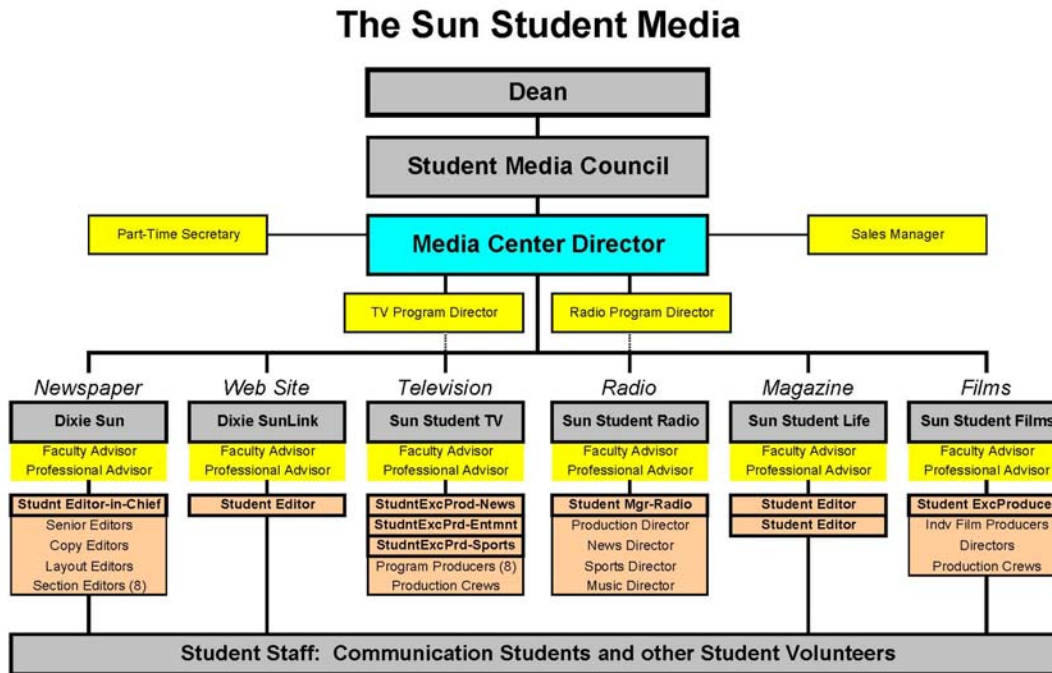 The Sun Student Media
Dean
Student Media Council
Part-Time Secretary
Media Center Director
Sales Manager
TV Program Director
Radio Program Director
Newspaper
Web Site
Television
Radio
Magazine
Films
Dixie Sun
Dixie SunLink
Sun Student TV
Sun Student Radio
Sun Student Life
Sun Student Films
Faculty Advisor
Professional Advisor
Faculty Advisor
Professional Advisor
Faculty Advisor
Professional Advisor
Faculty Advisor
Professional Advisor
Faculty Advisor
Professional Advisor
Faculty Advisor
Professional Advisor
Studnt Editor-in-Chief
Senior Editors
Copy Editors
Layout Editors
Section Editors (8)
Student Editor
StudntExcProd-News
StudntExcPrd-Entmnt
StudntExcPrd-Sports
Program Producers (8)
Production Crews
Student Mgr-Radio
Production Director
News Director
Sports Director
Music Director
Student Editor
Student Editor
Student ExcProducer
Indv Film Producers
Directors
Production Crews
Student Staff: Communication Students and other Student Volunteers